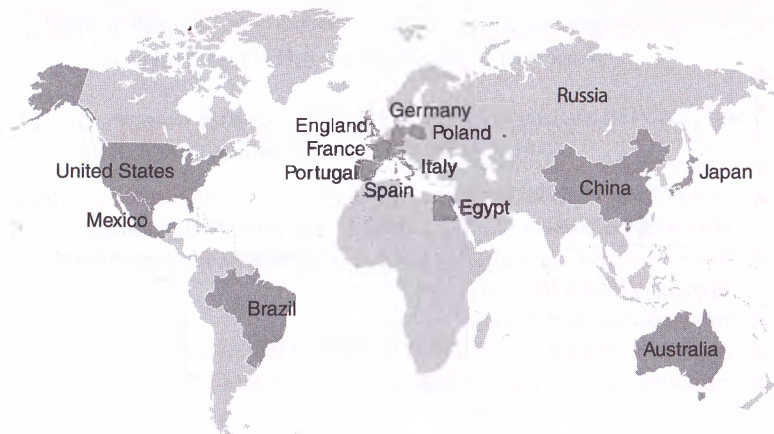 Russia
Germany
England
Poland
France
United States
Portugal
Italy
Japan
Spain
China
Mexico
Egypt
Brazil
Australia